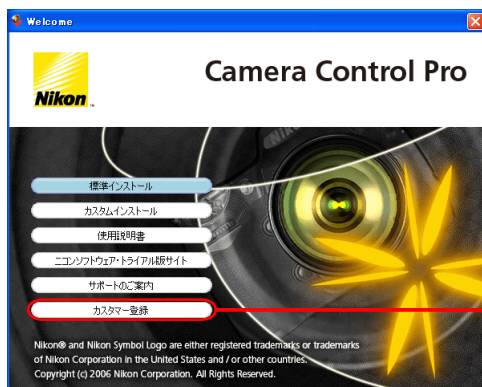 Welcome
Camera Control Pro
Nikon
標準インストール
カスタムインストール
使用説明書
ニコンソフトウェア・トライアル版サイト
サポートのご案内
カスタマー登録
Nikon® and Nikon Symbol Logo are either registered trademarks or trademarks
of Nikon Corporation in the United States and / or other countries.
Copyright (c) 2006 Nikon Corporation. All Rights Reserved.